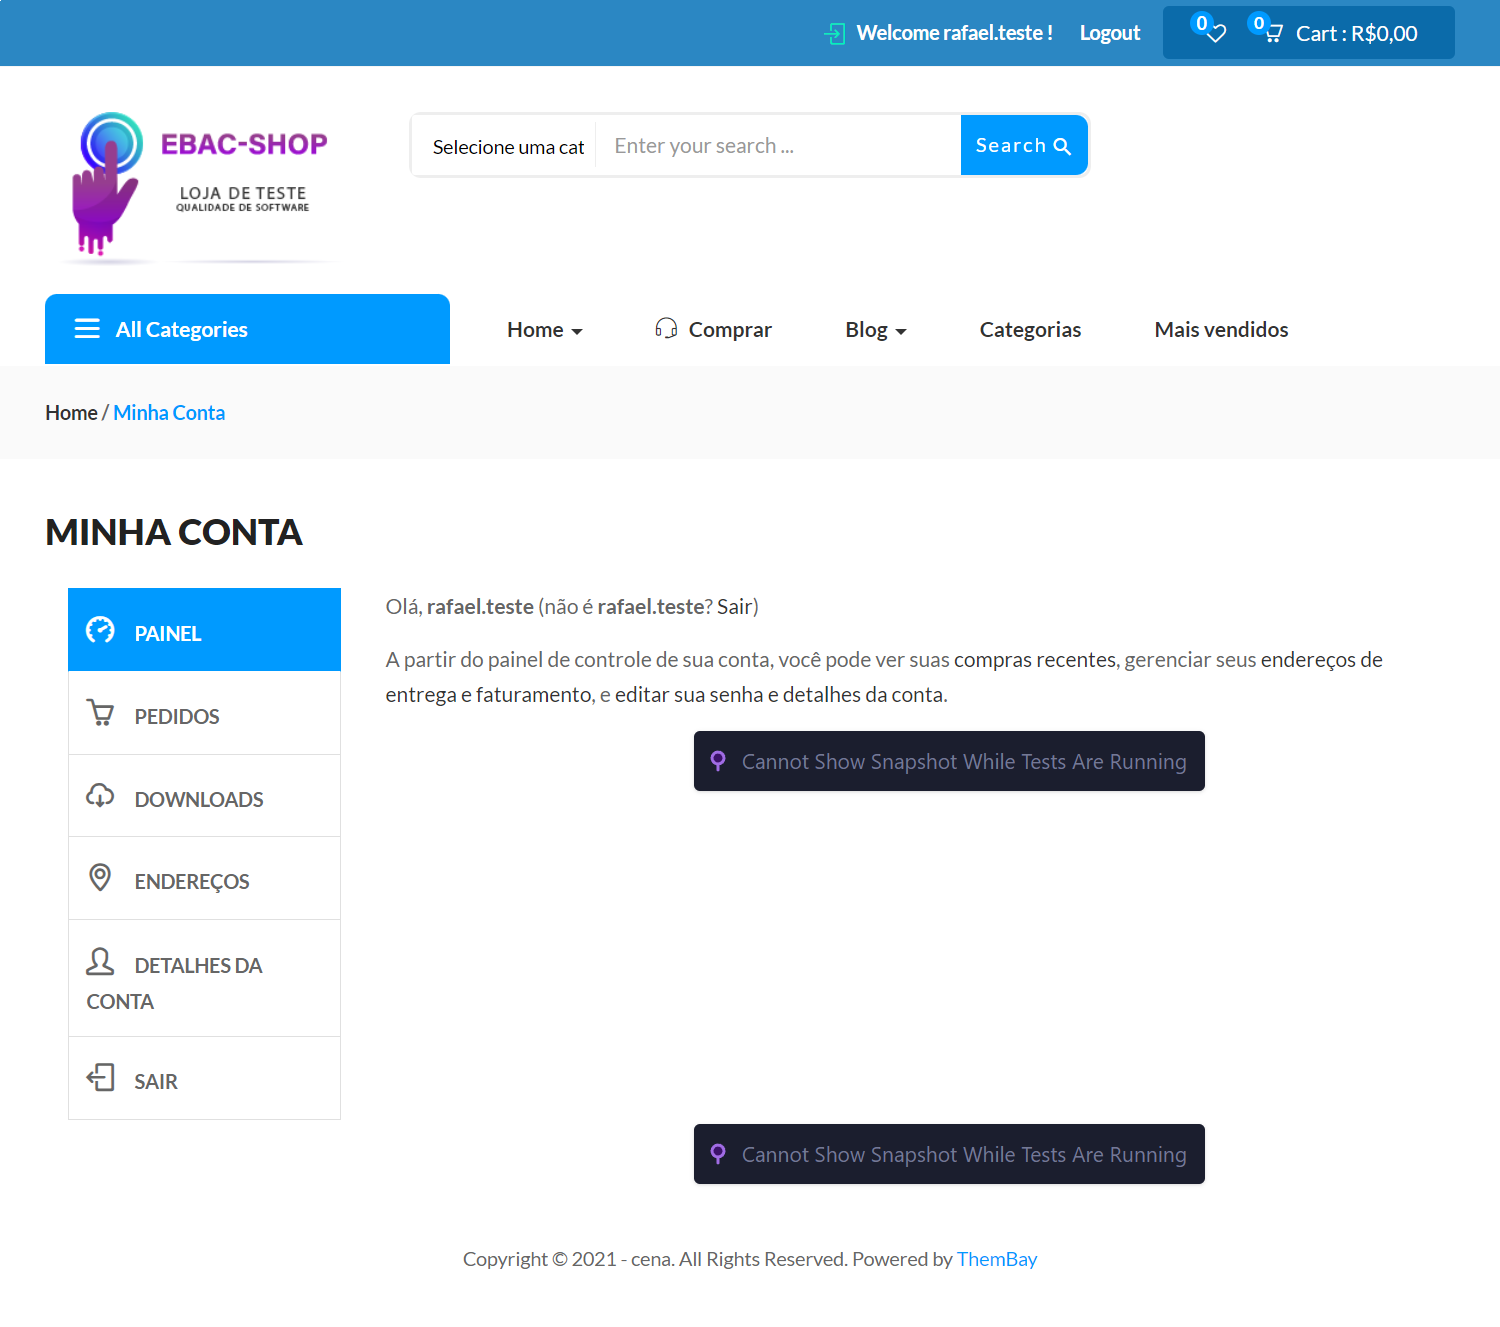 Welcome rafael.teste !
Logout
0
0
Cart : R$0,00
EBAC-SHOP
LOJA DE TESTE
QUALIDADE DE SOFTWARE
Selecione uma cat
Enter your search ...
Search
All Categories
Home
Comprar
Blog
Categorias
Mais vendidos
Home / Minha Conta
MINHA CONTA
PAINEL
PEDIDOS
DOWNLOADS
ENDEREÇOS
DETALHES DA
CONTA
SAIR
Olá, rafael.teste (não é rafael.teste? Sair)
A partir do painel de controle de sua conta, você pode ver suas compras recentes, gerenciar seus endereços de
entrega e faturamento, e editar sua senha e detalhes da conta.
Cannot Show Snapshot While Tests Are Running
Cannot Show Snapshot While Tests Are Running
Copyright © 2021 - cena. All Rights Reserved. Powered by ThemBay